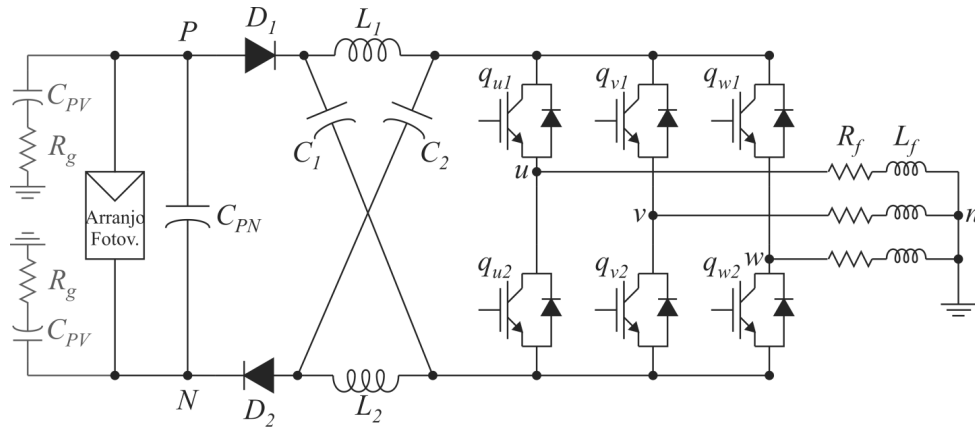 P
D1
L1
qu1
qv1
qw1
CPV
Rg
C1
C2
Rf
Lf
u
Arranjo
Fotov.
CPN
v
n
w
Rg
CPV
qu2
qv2
qw2
N
D2
L2